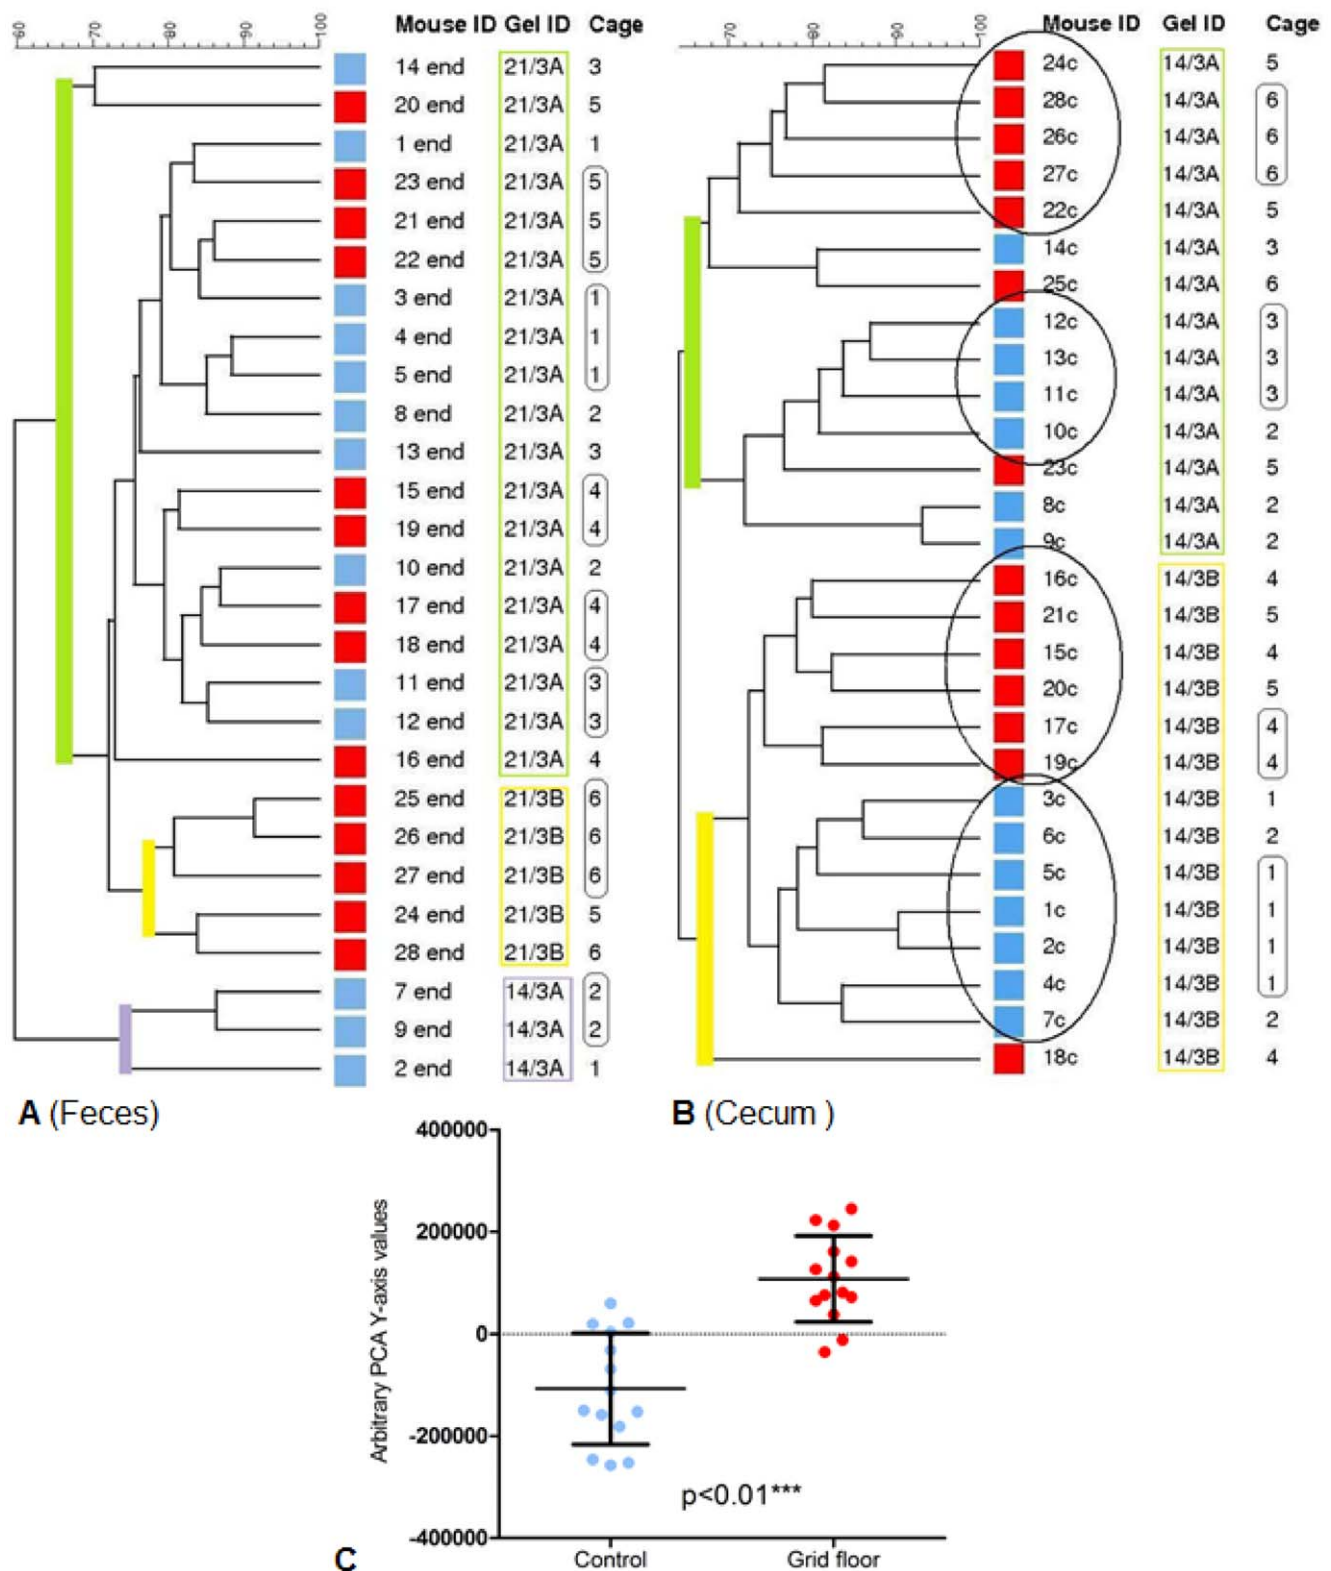 -60 -70 -80 -90 -100 Mouse ID Gel ID Cage
14 end 21/3A 3
20 end 21/3A 5
1 end 21/3A 1
23 end 21/3A 5
21 end 21/3A 5
22 end 21/3A 5
3 end 21/3A 1
4 end 21/3A 1
5 end 21/3A 1
8 end 21/3A 2
13 end 21/3A 3
15 end 21/3A 4
19 end 21/3A 4
10 end 21/3A 2
17 end 21/3A 4
18 end 21/3A 4
11 end 21/3A 3
12 end 21/3A 3
16 end 21/3A 4
25 end 21/3B 6
26 end 21/3B 6
27 end 21/3B 6
24 end 21/3B 5
28 end 21/3B 6
7 end 14/3A 2
9 end 14/3A 2
2 end 14/3A 1
A (Feces)
-70 -80 -90 -100 Mouse ID Gel ID Cage
24c 14/3A 5
28c 14/3A 6
26c 14/3A 6
27c 14/3A 6
22c 14/3A 5
14c 14/3A 3
25c 14/3A 6
12c 14/3A 3
13c 14/3A 3
11c 14/3A 3
10c 14/3A 2
23c 14/3A 5
8c 14/3A 2
9c 14/3A 2
16c 14/3B 4
21c 14/3B 5
15c 14/3B 4
20c 14/3B 5
17c 14/3B 4
19c 14/3B 4
3c 14/3B 1
6c 14/3B 2
5c 14/3B 1
1c 14/3B 1
2c 14/3B 1
4c 14/3B 1
7c 14/3B 2
18c 14/3B 4
B (Cecum )
400000
200000
0
-200000
-400000
Arbitrary PCA Y-axis values
p<0.01***
Control Grid floor
C